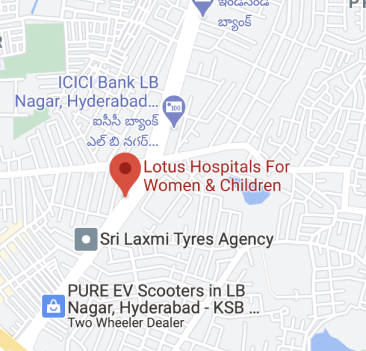 బ్యాంక్
ICICI Bank LB
Nagar, Hyderabad...
ఐసీసీ బ్యాంక్
ఎల్ బి నగర్...
Lotus Hospitals For
Women & Children
Sri Laxmi Tyres Agency
PURE EV Scooters in LB
Nagar, Hyderabad - KSB ...
Two Wheeler Dealer